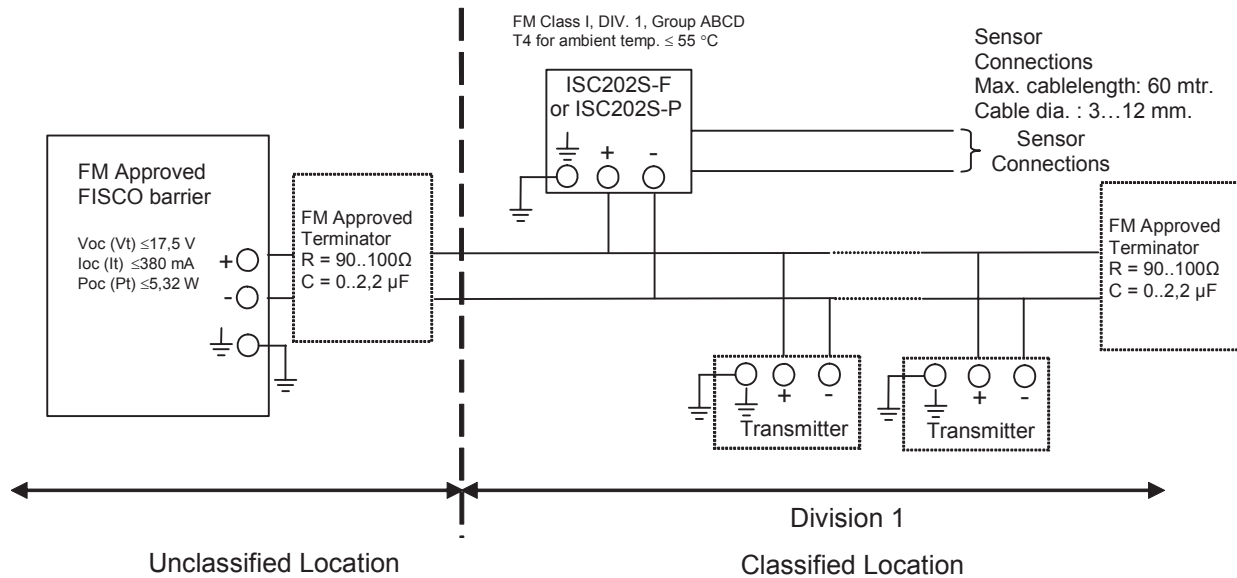 FM Class I, DIV. 1, Group ABCD
T4 for ambient temp. ≤ 55 °C
Sensor
Connections
Max. cablelength: 60 mtr.
Cable dia. : 3…12 mm.
ISC202S-F
or ISC202S-P
+ -
Sensor
Connections
FM Approved
FISCO barrier
Voc (Vt) ≤17,5 V
Ioc (It) ≤380 mA
Poc (Pt) ≤5,32 W
+
-
FM Approved
Terminator
R = 90..100Ω
C = 0..2,2 µF
FM Approved
Terminator
R = 90..100Ω
C = 0..2,2 µF
+ -
Transmitter
+ -
Transmitter
Division 1
Unclassified Location
Classified Location